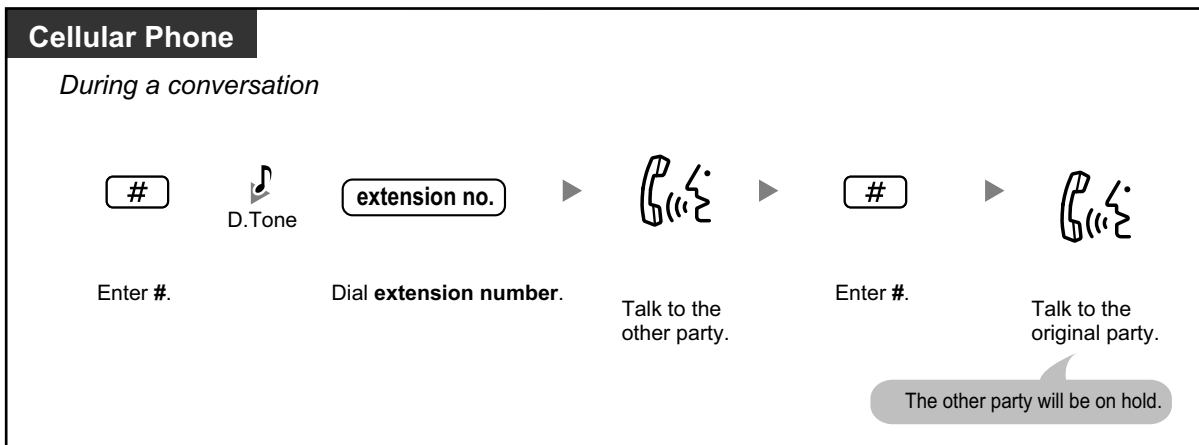 Cellular Phone
During a conversation
#
D.Tone
extension no.
#
Enter #.
Dial extension number.
Talk to the
other party.
Enter #.
Talk to the
original party.
The other party will be on hold.